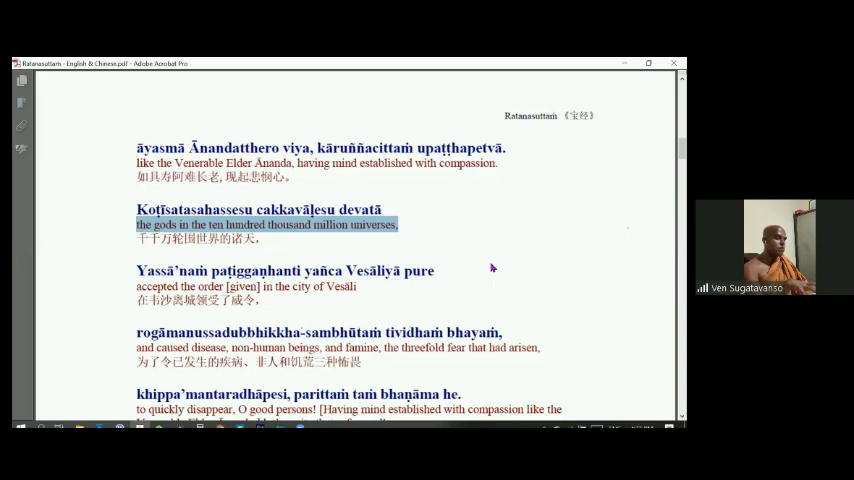 Ratanasuttaṁ - English & Chinese.pdf - Adobe Acrobat Pro
Ratanasuttaṁ 《宝经》
āyasmā Ānandatthero viya, kāruññacittaṁ upaṭṭhapetvā.
like the Venerable Elder Ānanda, having mind established with compassion.
如具寿阿难长老, 现起悲悯心。
Koṭīsatasahassesu cakkavāḷesu devatā
the gods in the ten hundred thousand million universes,
千千万轮围世界的诸天,
Yassā’naṁ paṭiggaṇhanti yañca Vesāliyā pure
accepted the order [given] in the city of Vesāli
在韦沙离城领受了威令,
rogāmanussadubbhikkha-sambhūtaṁ tividhaṁ bhayaṁ,
and caused disease, non-human beings, and famine, the threefold fear that had arisen,
为了令已发生的疾病、非人和饥荒三种怖畏
khippa’mantaradhāpesi, parittaṁ taṁ bhaṇāma he.
to quickly disappear, O good persons! [Having mind established with compassion like the
Ven Sugatavanso